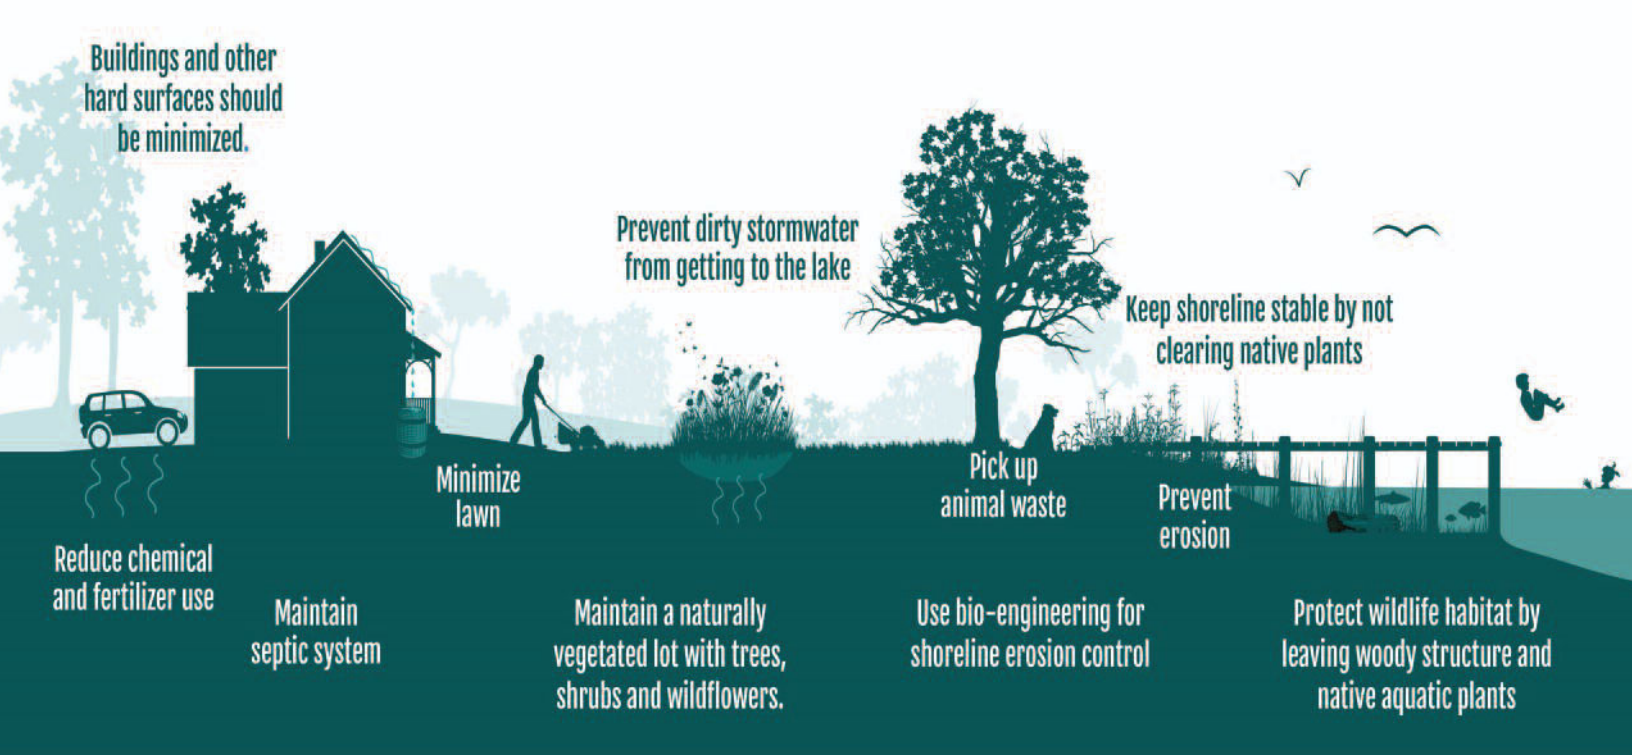 Buildings and other
hard surfaces should
be minimized.
Prevent dirty stormwater
from getting to the lake
Keep shoreline stable by not
clearing native plants
Minimize
lawn
Pick up
animal waste
Prevent
erosion
Reduce chemical
and fertilizer use
Maintain
septic system
Maintain a naturally
vegetated lot with trees,
shrubs and wildflowers.
Use bio-engineering for
shoreline erosion control
Protect wildlife habitat by
leaving woody structure and
native aquatic plants